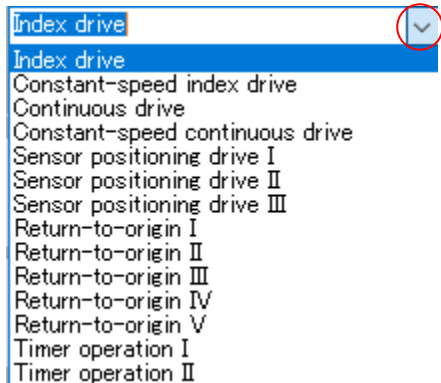 Index drive
Index drive
Constant-speed index drive
Continuous drive
Constant-speed continuous drive
Sensor positioning drive Ⅰ
Sensor positioning drive Ⅱ
Sensor positioning drive Ⅲ
Return-to-origin Ⅰ
Return-to-origin Ⅱ
Return-to-origin Ⅲ
Return-to-origin Ⅳ
Return-to-origin Ⅴ
Timer operation Ⅰ
Timer operation Ⅱ